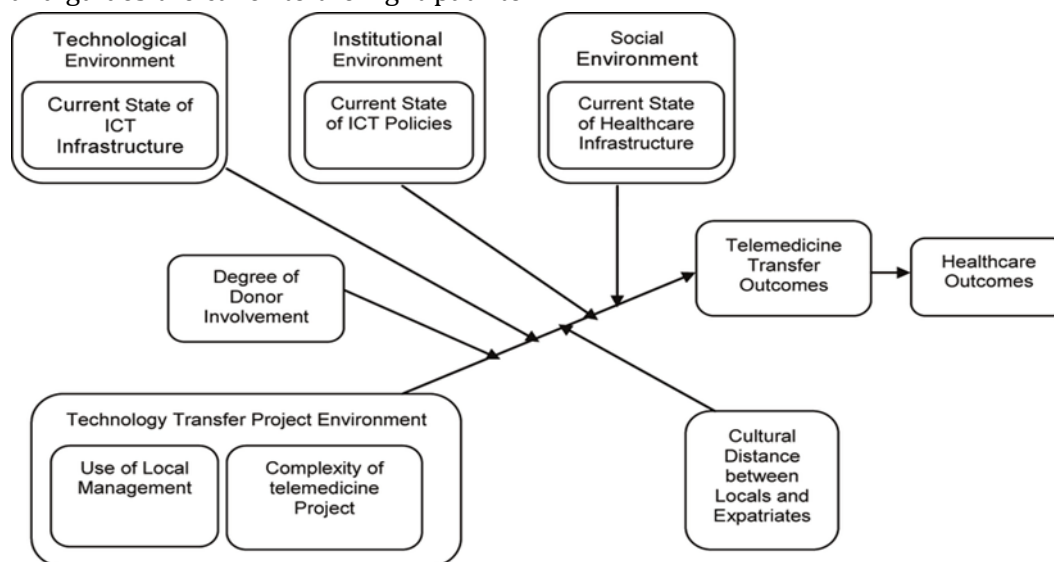 Technological
Environment
Current State of
ICT
Infrastructure
Institutional
Environment
Current State
of ICT Policies
Social
Environment
Current State
of Healthcare
Infrastructure
Degree of
Donor
Involvement
Telemedicine
Transfer
Outcomes
Healthcare
Outcomes
Technology Transfer Project Environment
Use of Local
Management
Complexity of
telemedicine
Project
Cultural
Distance
between
Locals and
Expatriates